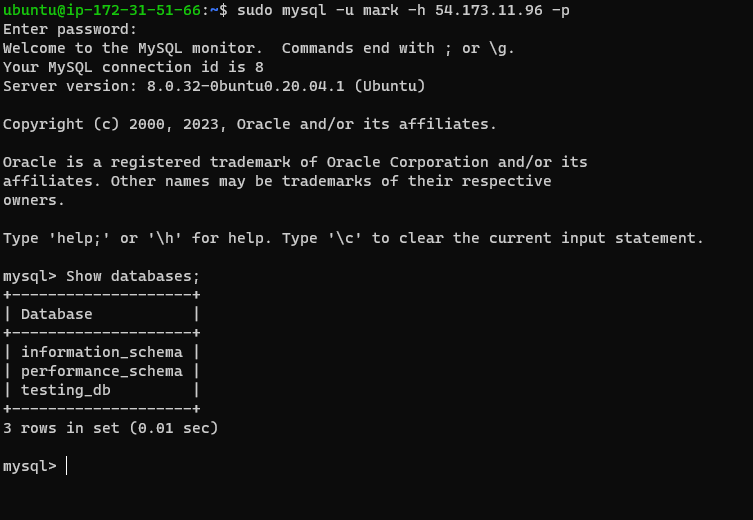 ubuntu@ip-172-31-51-66:~$ sudo mysql -u mark -h 54.173.11.96 -p
Enter password:
Welcome to the MySQL monitor.  Commands end with ; or \g.
Your MySQL connection id is 8
Server version: 8.0.32-0buntu0.20.04.1 (Ubuntu)

Copyright (c) 2000, 2023, Oracle and/or its affiliates.

Oracle is a registered trademark of Oracle Corporation and/or its
affiliates. Other names may be trademarks of their respective
owners.

Type 'help;' or '\h' for help. Type '\c' to clear the current input statement.

mysql> Show databases;
+--------------------+
| Database           |
+--------------------+
| information_schema |
| performance_schema |
| testing_db         |
+--------------------+
3 rows in set (0.01 sec)

mysql>